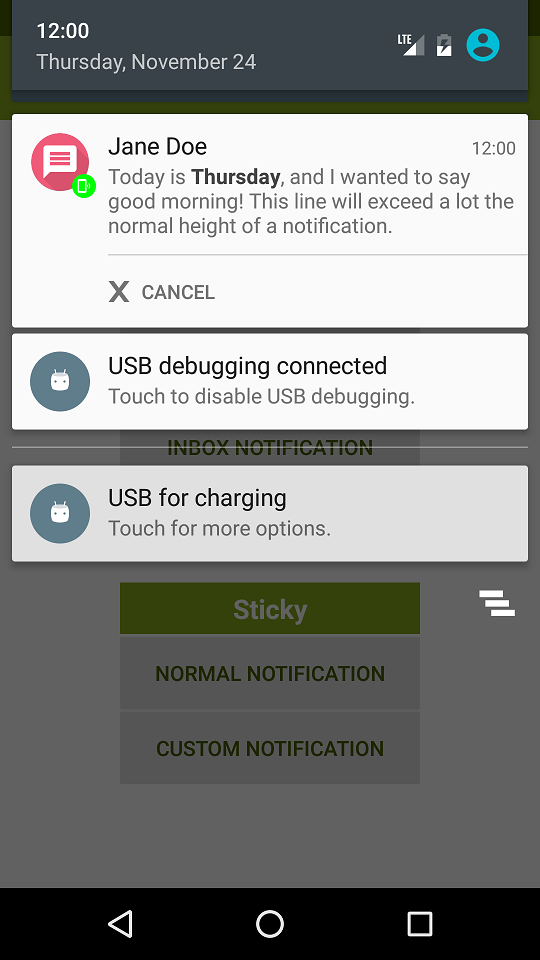 12:00
Thursday, November 24
LTE
Jane Doe
12:00
Today is Thursday, and I wanted to say
good morning! This line will exceed a lot the
normal height of a notification.
X CANCEL
USB debugging connected
Touch to disable USB debugging.
INBOX NOTIFICATION
USB for charging
Touch for more options.
Sticky
NORMAL NOTIFICATION
CUSTOM NOTIFICATION